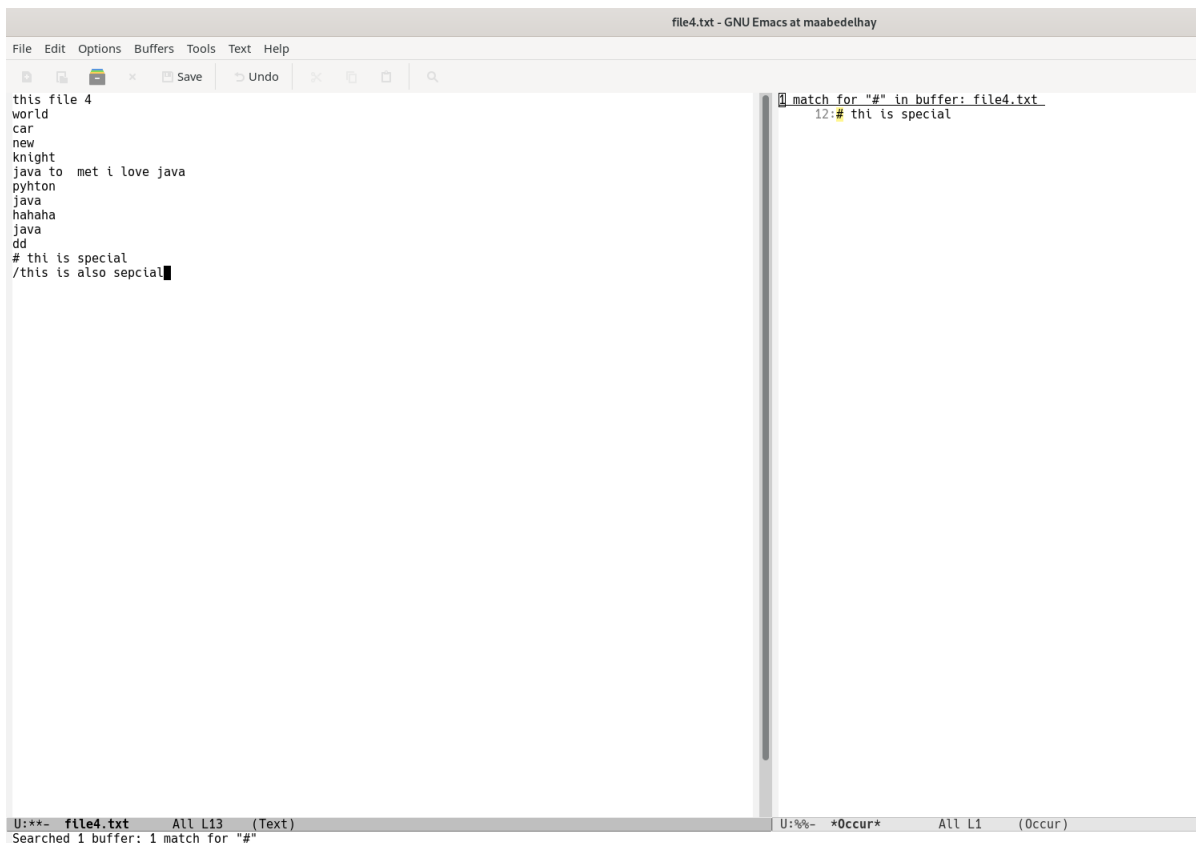 file4.txt - GNU Emacs at maabedelhay
File Edit Options Buffers Tools Text Help
Save Undo
this file 4
world
car
new
knight
java to  met i love java
pyhton
java
hahaha
java
dd
# thi is special
/this is also sepcial
U:**-  file4.txt      All L13    (Text)
Searched 1 buffer; 1 match for "#"
1 match for "#" in buffer: file4.txt
12:# thi is special
U:%%-  *Occur*        All L1     (Occur)